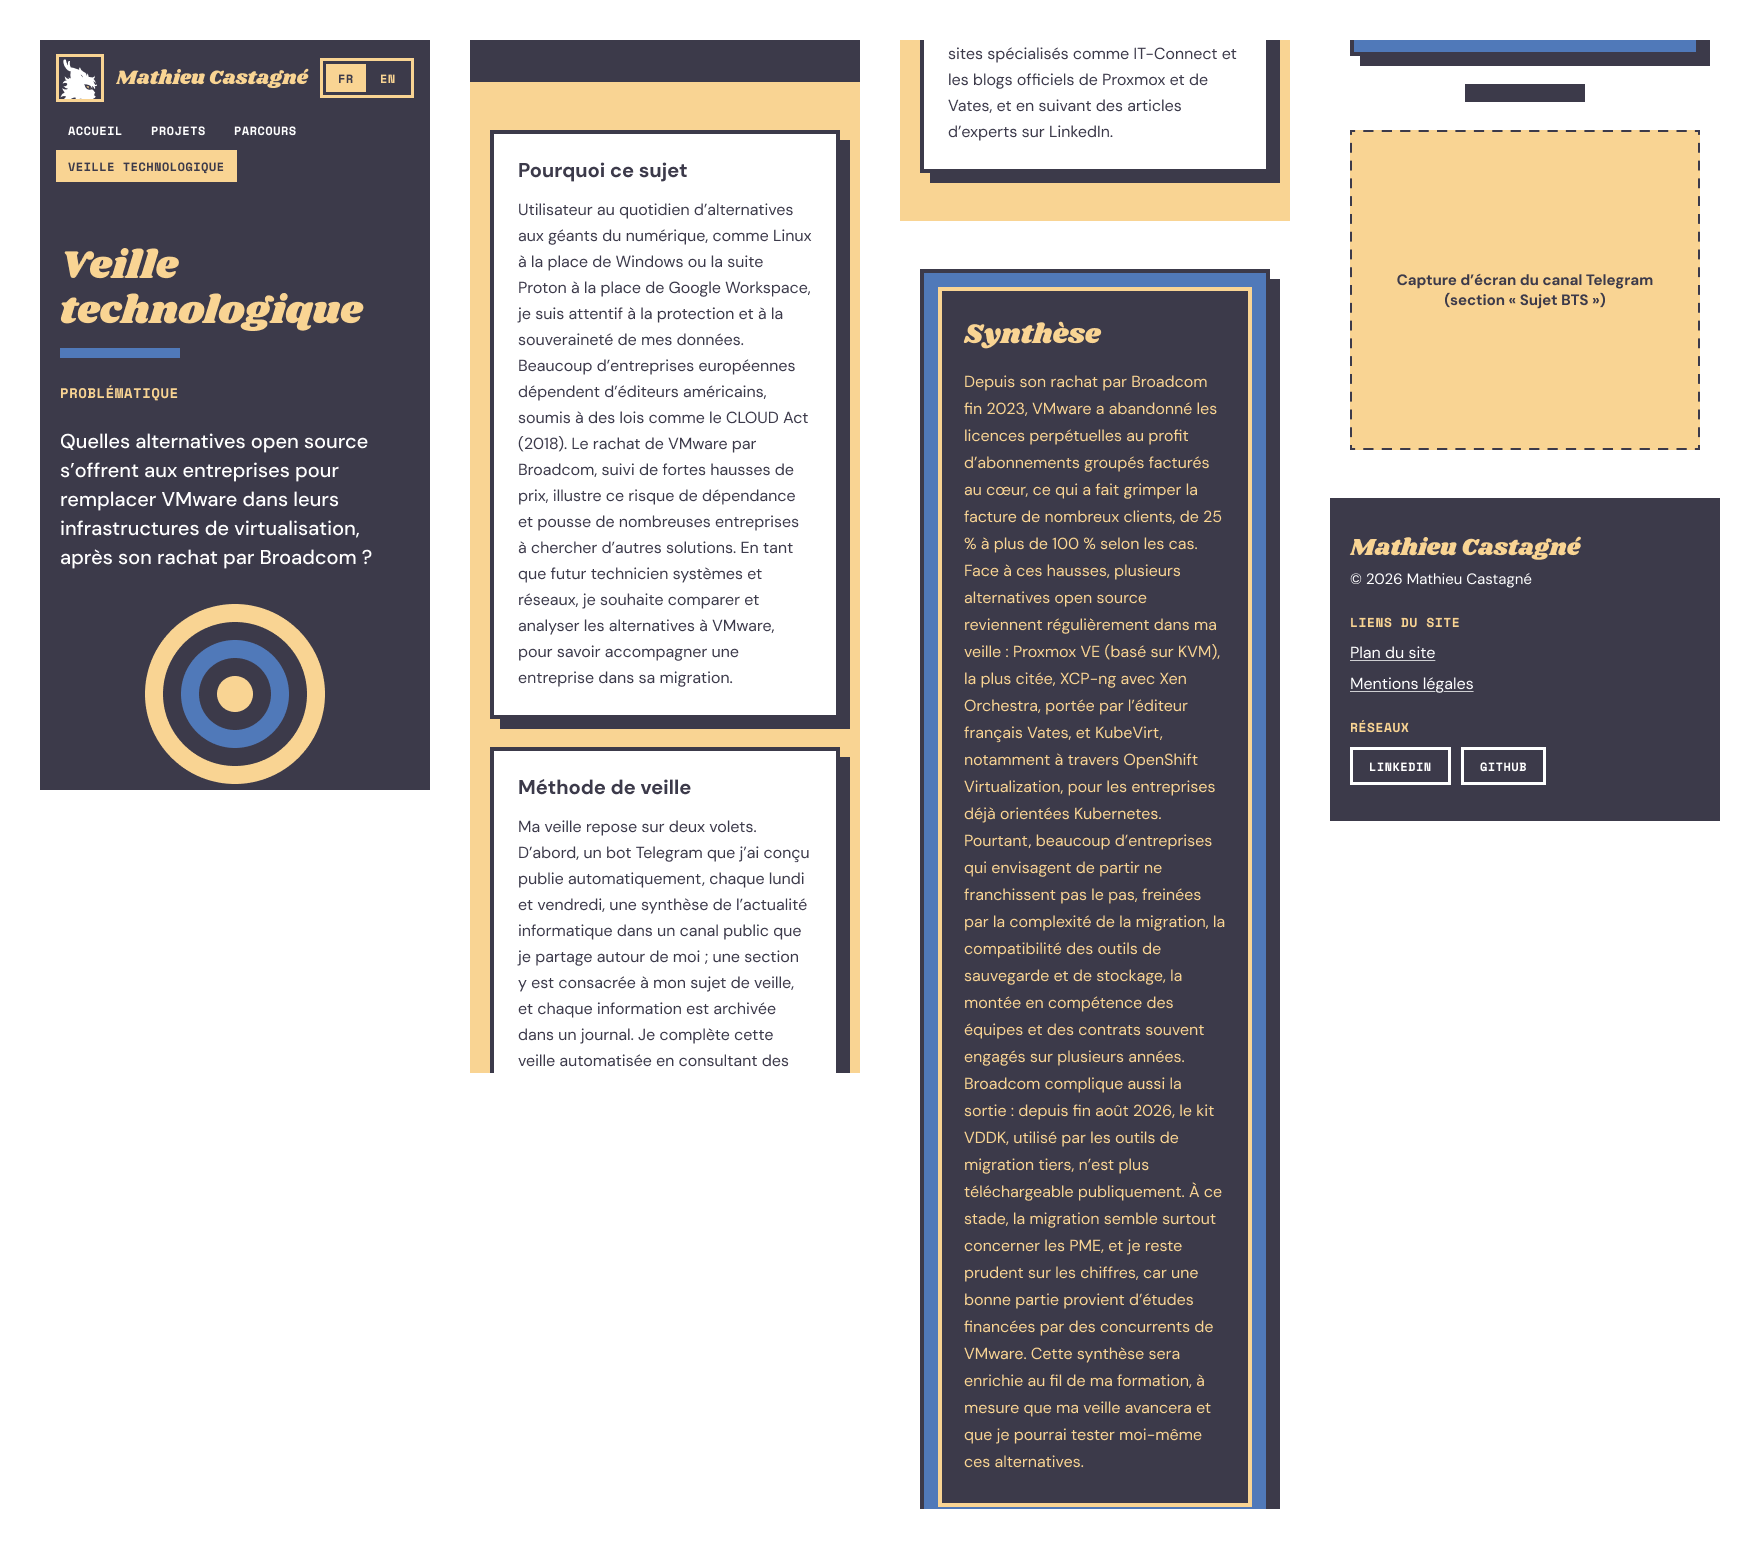 Mathieu Castagné
FR EN
ACCUEIL PROJETS PARCOURS
VEILLE TECHNOLOGIQUE
Veille
technologique
PROBLÉMATIQUE
Quelles alternatives open source
s’offrent aux entreprises pour
remplacer VMware dans leurs
infrastructures de virtualisation,
après son rachat par Broadcom ?
Pourquoi ce sujet
Utilisateur au quotidien d’alternatives
aux géants du numérique, comme Linux
à la place de Windows ou la suite
Proton à la place de Google Workspace,
je suis attentif à la protection et à la
souveraineté de mes données.
Beaucoup d’entreprises européennes
dépendent d’éditeurs américains,
soumis à des lois comme le CLOUD Act
(2018). Le rachat de VMware par
Broadcom, suivi de fortes hausses de
prix, illustre ce risque de dépendance
et pousse de nombreuses entreprises
à chercher d’autres solutions. En tant
que futur technicien systèmes et
réseaux, je souhaite comparer et
analyser les alternatives à VMware,
pour savoir accompagner une
entreprise dans sa migration.
Méthode de veille
Ma veille repose sur deux volets.
D’abord, un bot Telegram que j’ai conçu
publie automatiquement, chaque lundi
et vendredi, une synthèse de l’actualité
informatique dans un canal public que
je partage autour de moi ; une section
y est consacrée à mon sujet de veille,
et chaque information est archivée
dans un journal. Je complète cette
veille automatisée en consultant des
sites spécialisés comme IT-Connect et
les blogs officiels de Proxmox et de
Vates, et en suivant des articles
d’experts sur LinkedIn.
Synthèse
Depuis son rachat par Broadcom
fin 2023, VMware a abandonné les
licences perpétuelles au profit
d’abonnements groupés facturés
au cœur, ce qui a fait grimper la
facture de nombreux clients, de 25
% à plus de 100 % selon les cas.
Face à ces hausses, plusieurs
alternatives open source
reviennent régulièrement dans ma
veille : Proxmox VE (basé sur KVM),
la plus citée, XCP-ng avec Xen
Orchestra, portée par l’éditeur
français Vates, et KubeVirt,
notamment à travers OpenShift
Virtualization, pour les entreprises
déjà orientées Kubernetes.
Pourtant, beaucoup d’entreprises
qui envisagent de partir ne
franchissent pas le pas, freinées
par la complexité de la migration, la
compatibilité des outils de
sauvegarde et de stockage, la
montée en compétence des
équipes et des contrats souvent
engagés sur plusieurs années.
Broadcom complique aussi la
sortie : depuis fin août 2026, le kit
VDDK, utilisé par les outils de
migration tiers, n’est plus
téléchargeable publiquement. À ce
stade, la migration semble surtout
concerner les PME, et je reste
prudent sur les chiffres, car une
bonne partie provient d’études
financées par des concurrents de
VMware. Cette synthèse sera
enrichie au fil de ma formation, à
mesure que ma veille avancera et
que je pourrai tester moi-même
ces alternatives.
Capture d’écran du canal Telegram
(section « Sujet BTS »)
Mathieu Castagné
© 2026 Mathieu Castagné
LIENS DU SITE
Plan du site
Mentions légales
RÉSEAUX
LINKEDIN GITHUB